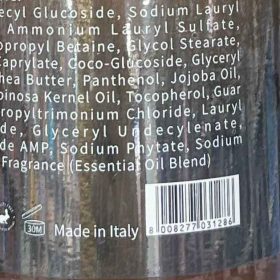 ecyl Glucoside, Sodium Lauryl
Ammonium Lauryl Sulfate,
opropyl Betaine, Glycol Stearate,
Caprylate, Coco-Glucoside, Glyceryl
hea Butter, Panthenol, Jojoba Oil,
pinosa Kernel Oil, Tocopherol, Guar
propyltrimonium Chloride, Lauryl
de, Glyceryl Undecylenate,
de AMP, Sodium Phytate, Sodium
Fragrance (Essential Oil Blend)
30M
Made in Italy
8 008277 031286